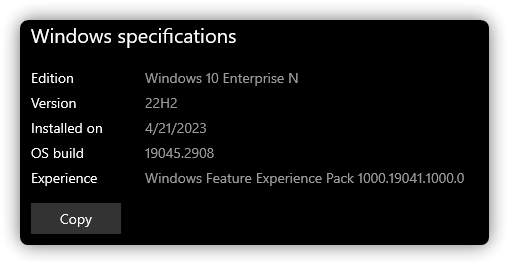 Windows specifications
Edition Windows 10 Enterprise N
Version 22H2
Installed on 4/21/2023
OS build 19045.2908
Experience Windows Feature Experience Pack 1000.19041.1000.0
Copy